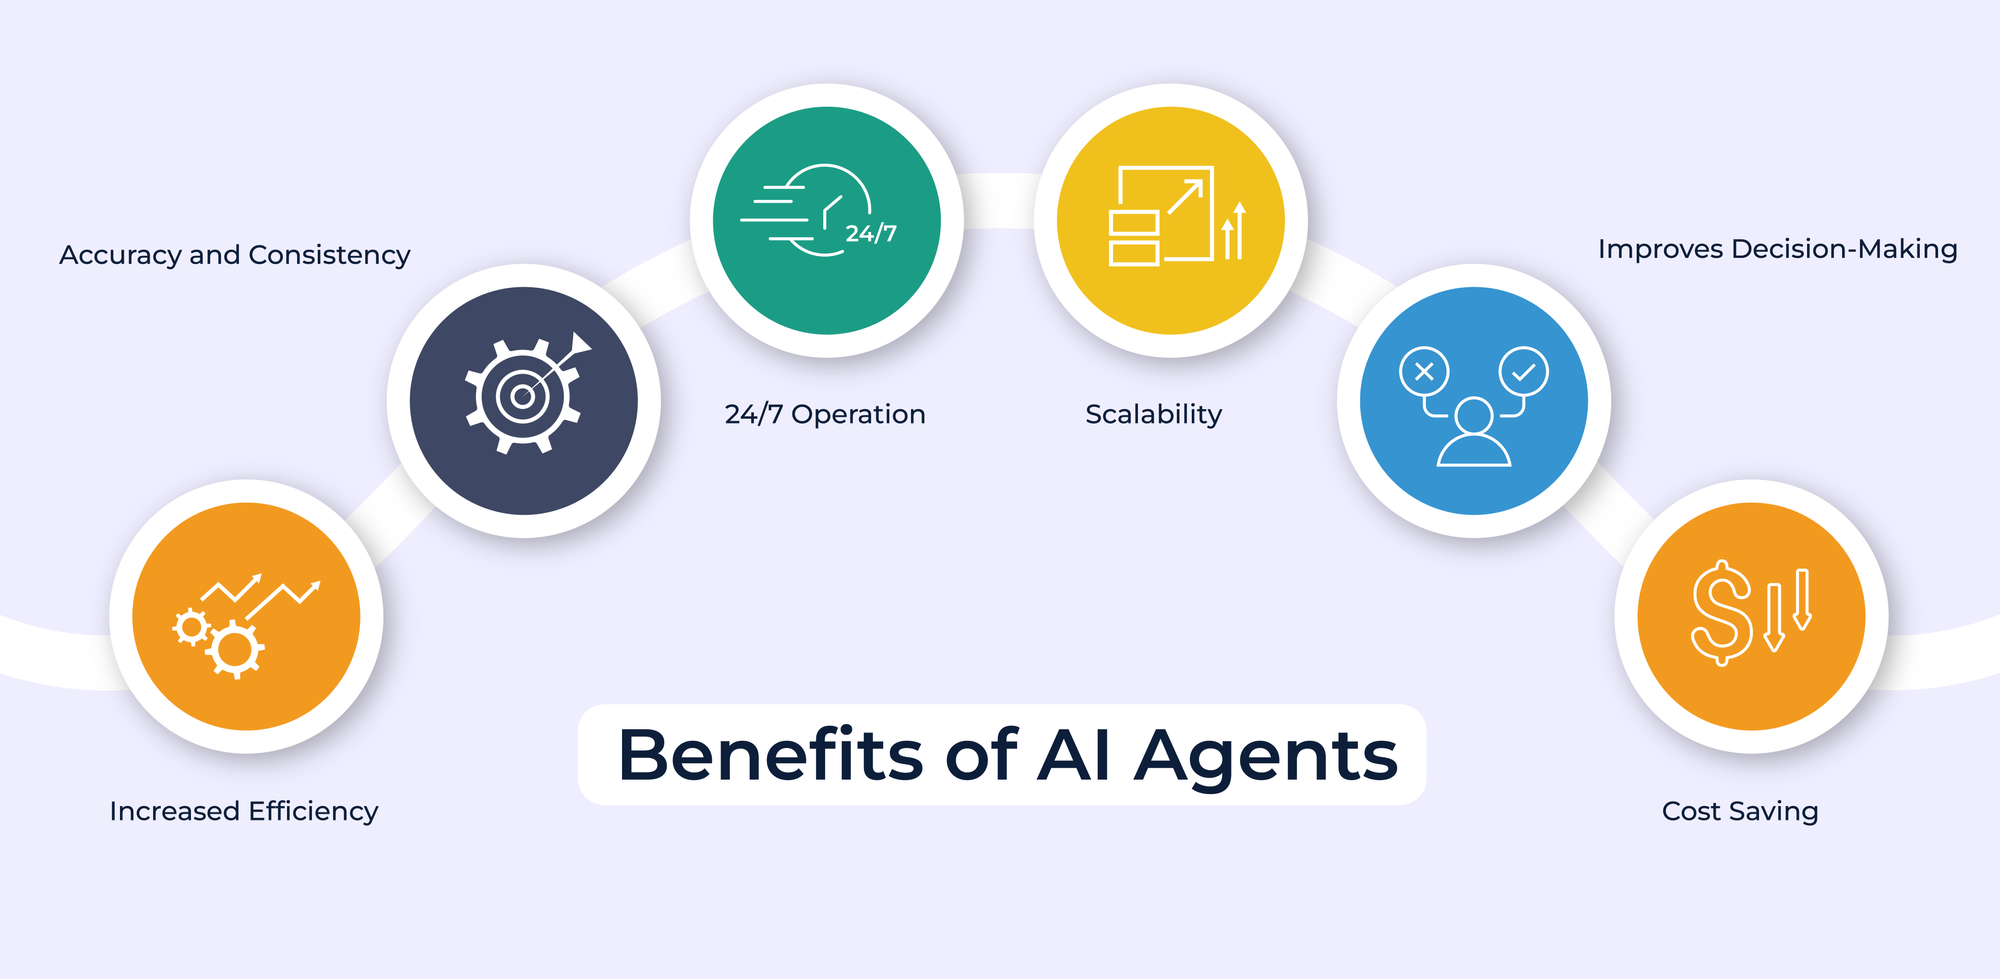 Accuracy and Consistency
24/7
Improves Decision-Making
24/7 Operation
Scalability
Benefits of AI Agents
Increased Efficiency
Cost Saving